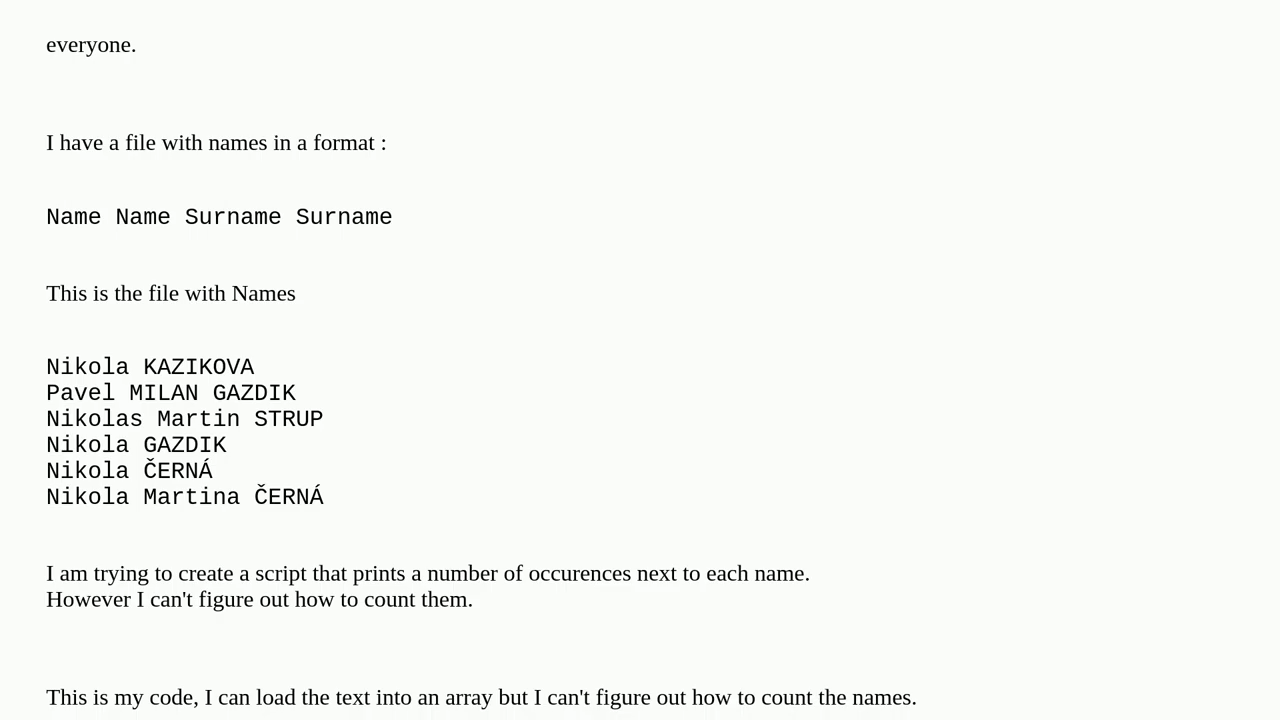 everyone.
I have a file with names in a format :
Name Name Surname Surname
This is the file with Names
Nikola KAZIKOVA
Pavel MILAN GAZDIK
Nikolas Martin STRUP
Nikola GAZDIK
Nikola ČERNÁ
Nikola Martina ČERNÁ
I am trying to create a script that prints a number of occurences next to each name.
However I can't figure out how to count them.
This is my code, I can load the text into an array but I can't figure out how to count the names.